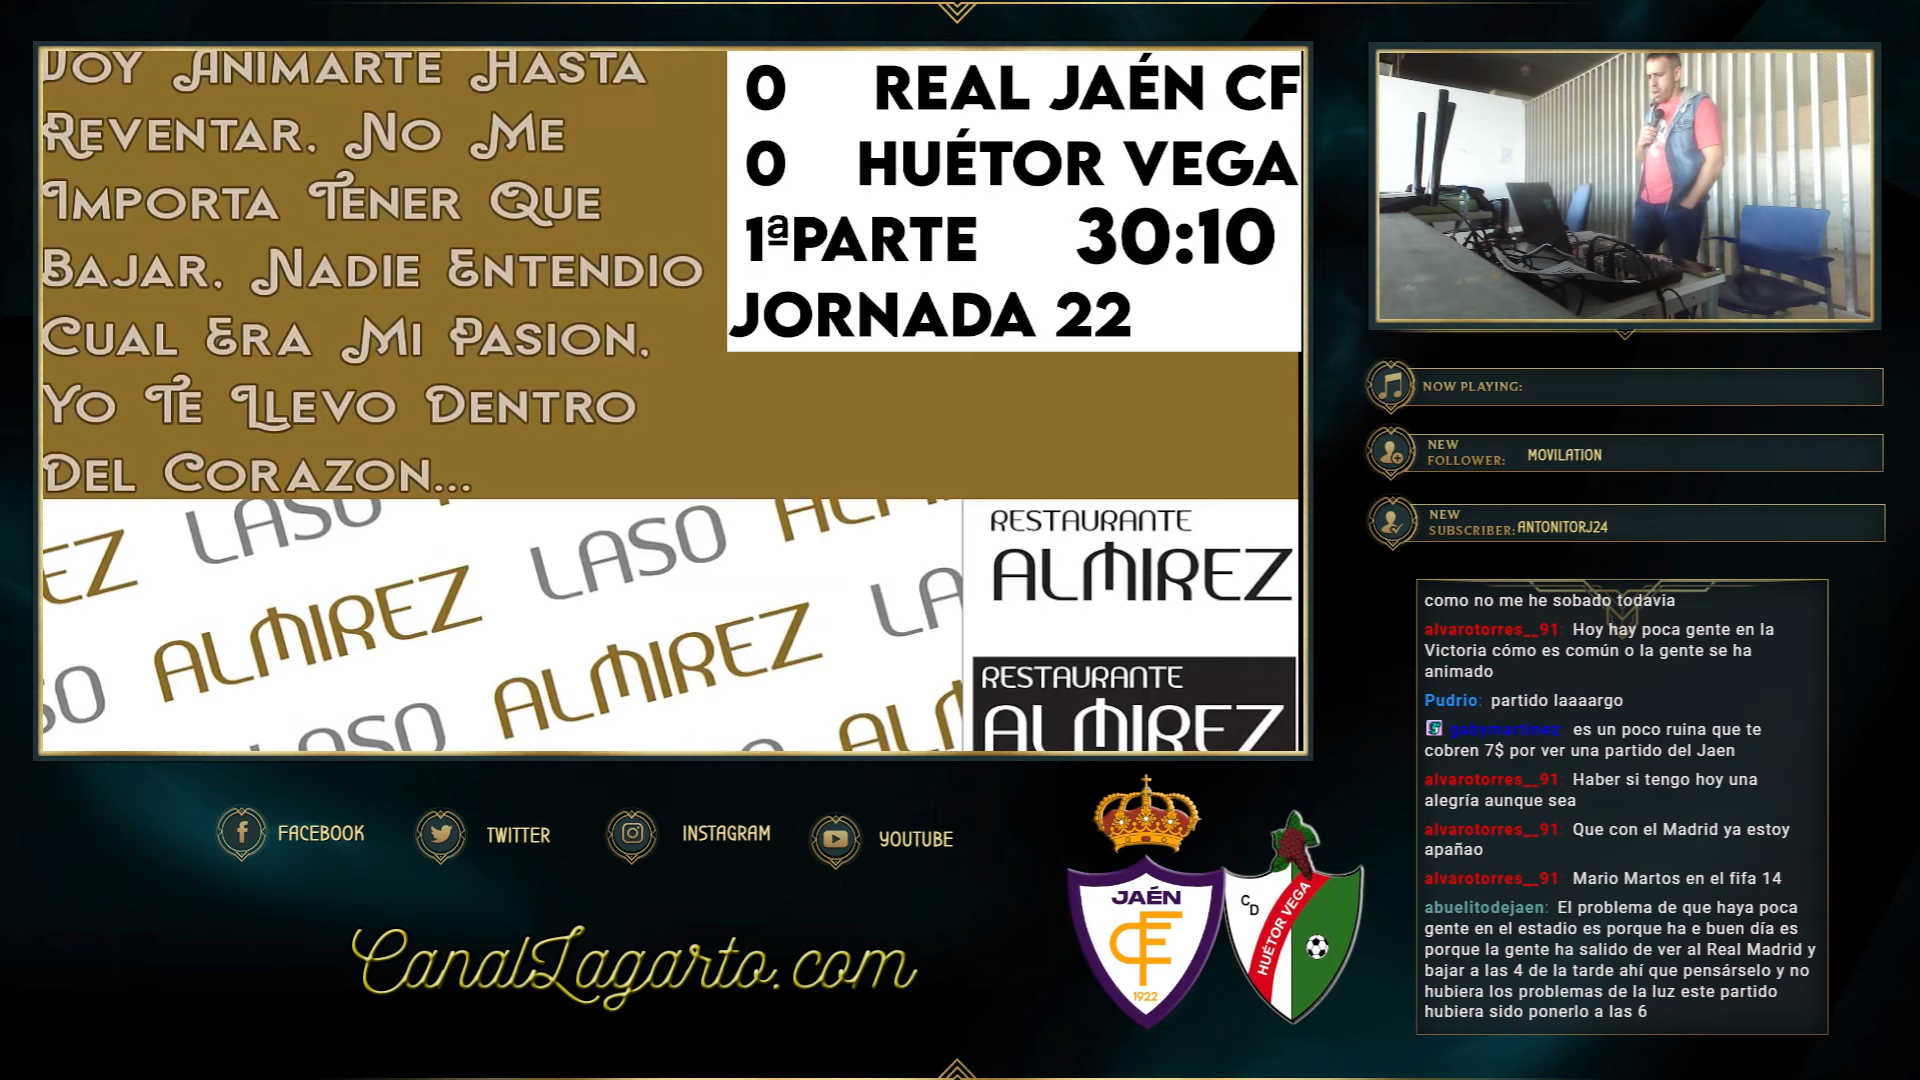 VOY ANIMARTE HASTA
REVENTAR. NO ME
IMPORTA TENER QUE
BAJAR. NADIE ENTENDIO
CUAL ERA MI PASION.
YO TE LLEVO DENTRO
DEL CORAZON...
0 REAL JAÉN CF
0 HUÉTOR VEGA
1ªPARTE 30:10
JORNADA 22
EZ LASO
ALMIREZ LASO
SO ALMIREZ LA
LASO
RESTAURANTE
ALMIREZ
RESTAURANTE
ALMIREZ
NOW PLAYING:
NEW
FOLLOWER: MOVILATION
NEW
SUBSCRIBER: ANTONITORJ24
como no me he sobado todavia
alvarotorres__91: Hoy hay poca gente en la
Victoria cómo es común o la gente se ha
animado
Pudrio: partido laaaargo
gabymartinez: es un poco ruina que te
cobren 7$ por ver una partido del Jaen
alvarotorres__91: Haber si tengo hoy una
alegría aunque sea
alvarotorres__91: Que con el Madrid ya estoy
apañao
alvarotorres__91: Mario Martos en el fifa 14
abuelitodejaen: El problema de que haya poca
gente en el estadio es porque ha e buen día es
porque la gente ha salido de ver al Real Madrid y
bajar a las 4 de la tarde ahí que pensárselo y no
hubiera los problemas de la luz este partido
hubiera sido ponerlo a las 6
FACEBOOK
TWITTER
INSTAGRAM
YOUTUBE
CanalLagarto.com
JAÉN
CF
1922
CD
HUÉTOR VEGA